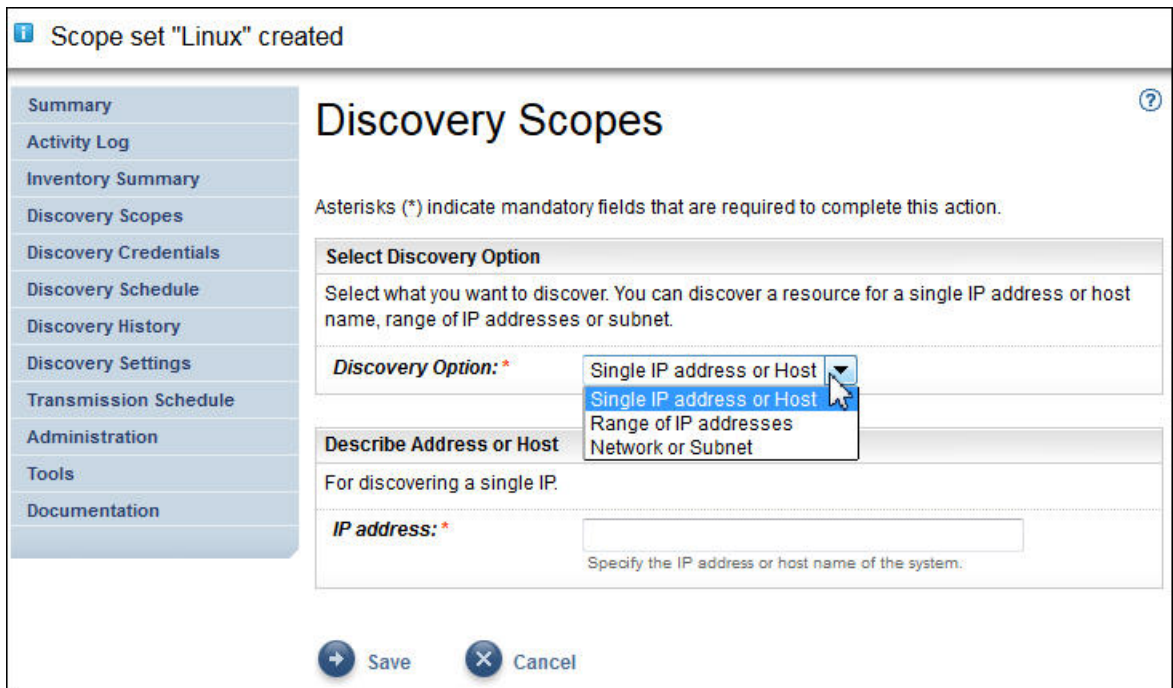 Scope set "Linux" created
Summary
Activity Log
Inventory Summary
Discovery Scopes
Discovery Credentials
Discovery Schedule
Discovery History
Discovery Settings
Transmission Schedule
Administration
Tools
Documentation
Discovery Scopes
?
Asterisks (*) indicate mandatory fields that are required to complete this action.
Select Discovery Option
Select what you want to discover. You can discover a resource for a single IP address or host
name, range of IP addresses or subnet.
Discovery Option: * Single IP address or Host
Single IP address or Host
Range of IP addresses
Network or Subnet
Describe Address or Host
For discovering a single IP.
IP address: *
Specify the IP address or host name of the system.
Save Cancel